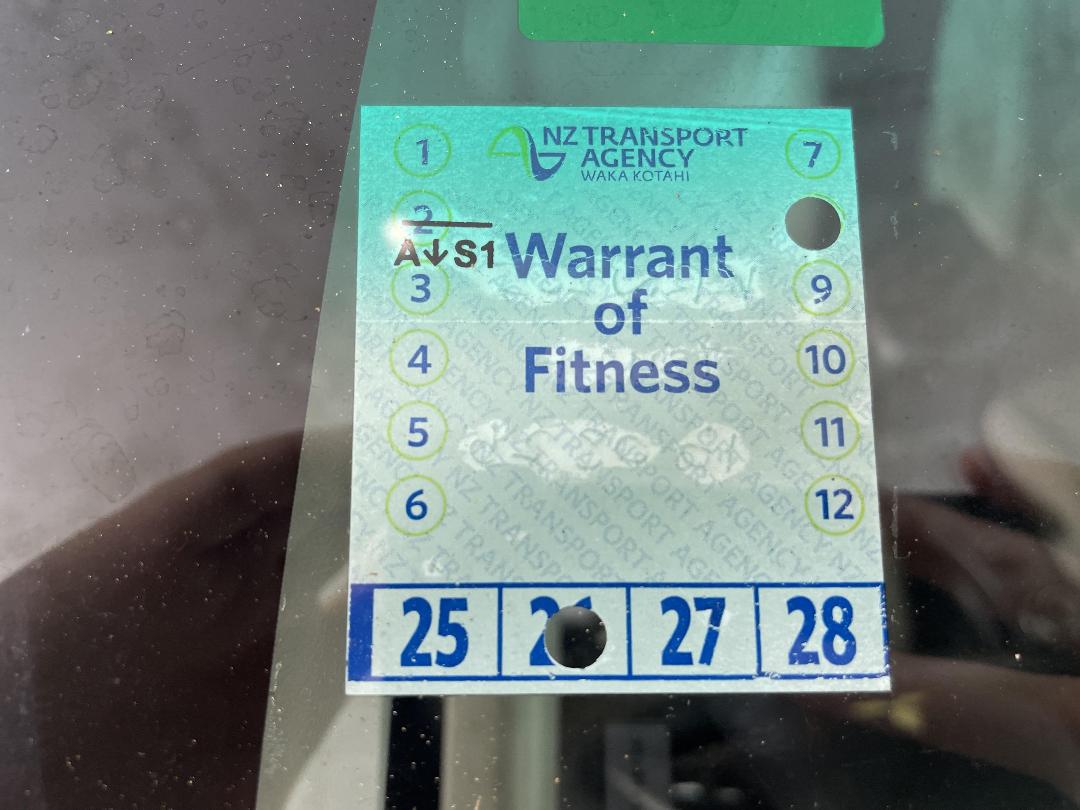 NZ TRANSPORT
AGENCY
WAKA KOTAHI
1
2
A↓S1
3
4
5
6
Warrant
of
Fitness
7
9
10
11
12
25
27
28